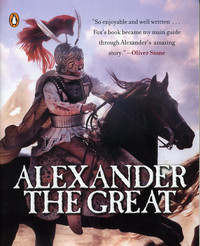 "So enjoyable and well written . . .
Fox's book became my main guide
through Alexander's amazing
story."—Oliver Stone
ALEXANDER
THE GREAT